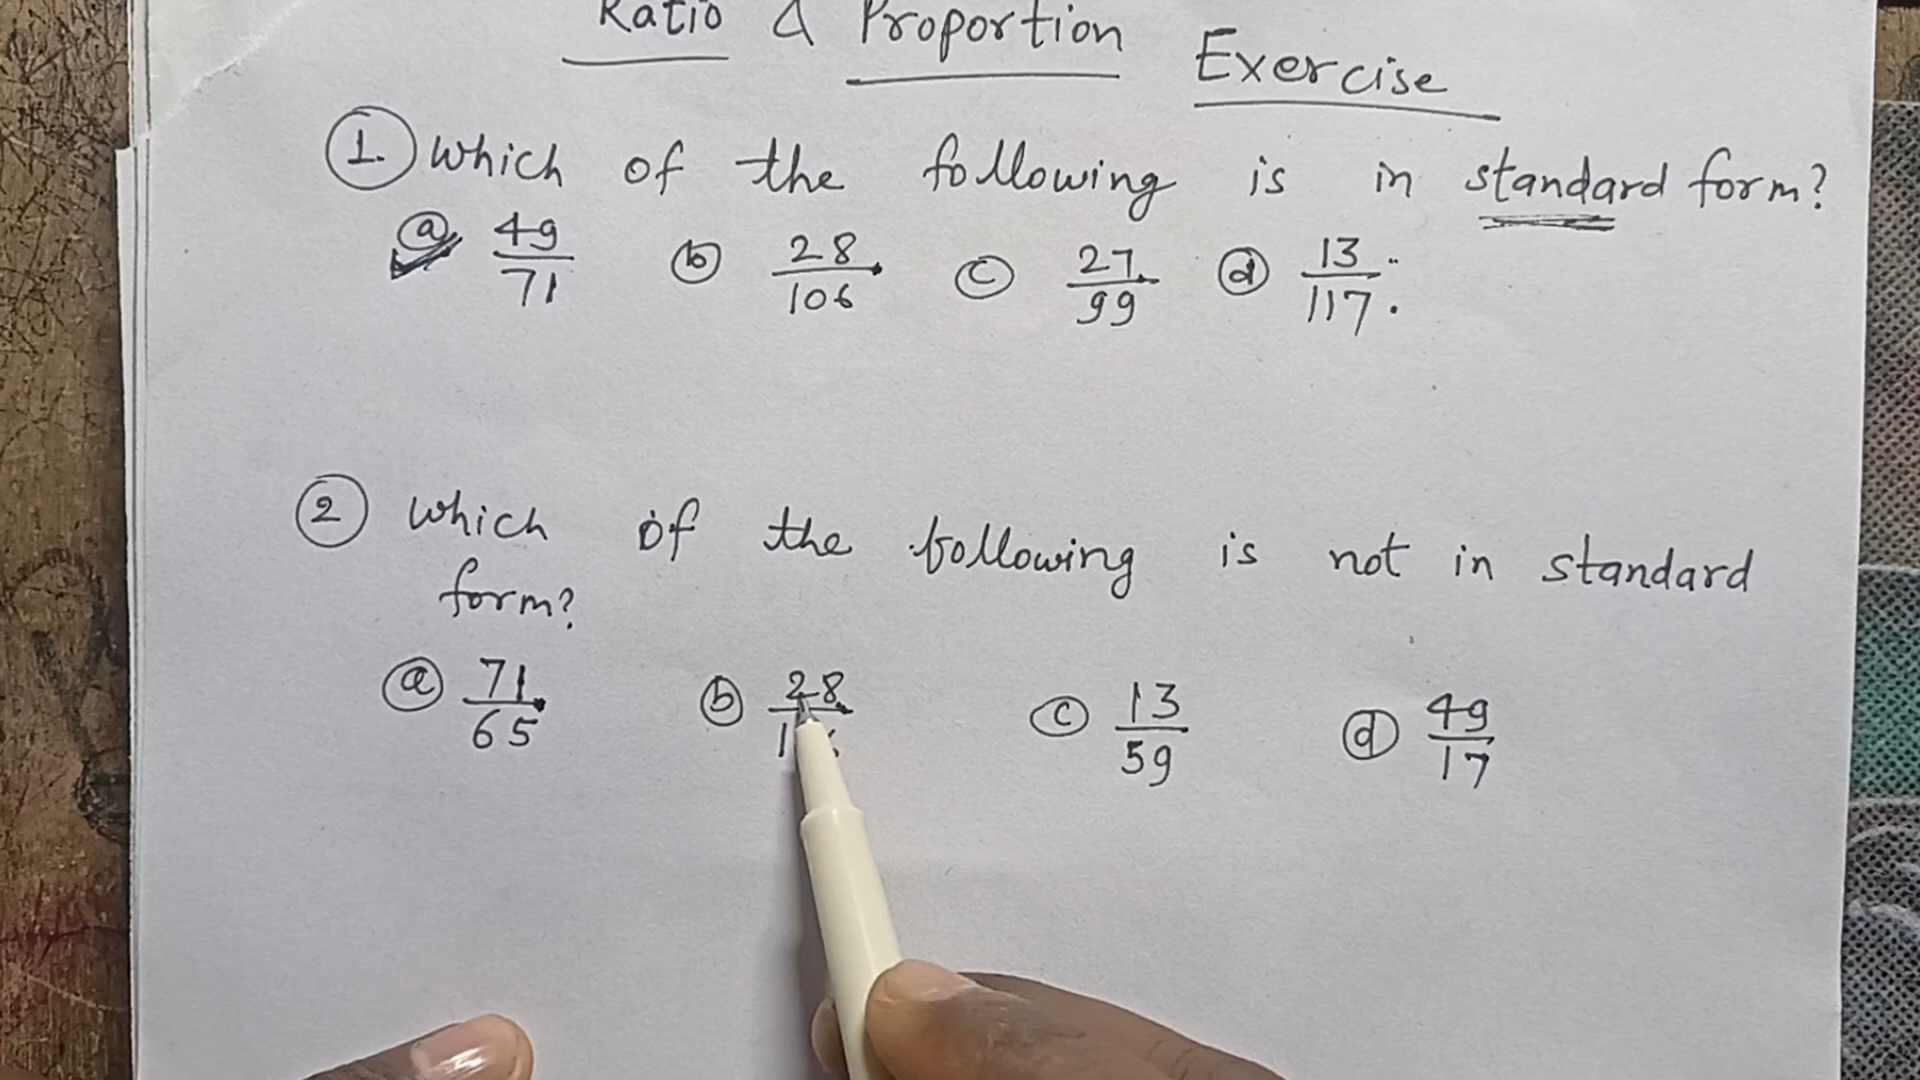 Ratio & Proportion Exercise
1. Which of the following is in standard form?
a 49/71 b 28/106 c 27/99 d 13/117
2 Which of the following is not in standard
form?
a 71/65 b 28/ c 13/59 d 49/17